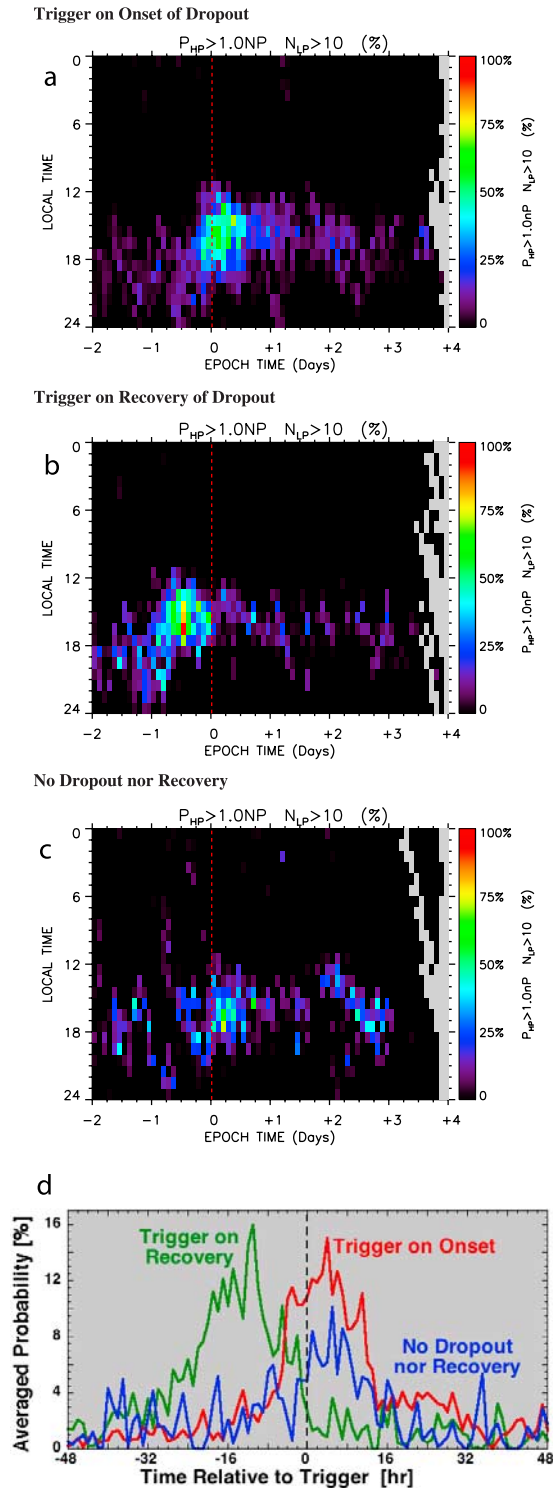 Trigger on Onset of Dropout
P_HP>1.0NP N_LP>10 (%)
a
0
6
12
18
24
LOCAL TIME
-2 -1 0 +1 +2 +3 +4
EPOCH TIME (Days)
100%
75%
50%
25%
0
P_HP>1.0nP N_LP>10 (%)
Trigger on Recovery of Dropout
P_HP>1.0NP N_LP>10 (%)
b
0
6
12
18
24
LOCAL TIME
-2 -1 0 +1 +2 +3 +4
EPOCH TIME (Days)
100%
75%
50%
25%
0
P_HP>1.0nP N_LP>10 (%)
No Dropout nor Recovery
P_HP>1.0NP N_LP>10 (%)
c
0
6
12
18
24
LOCAL TIME
-2 -1 0 +1 +2 +3 +4
EPOCH TIME (Days)
100%
75%
50%
25%
0
P_HP>1.0nP N_LP>10 (%)
d
16
12
8
4
0
Averaged Probability [%]
Trigger on
Recovery
Trigger on Onset
No Dropout
nor Recovery
-48 -32 -16 0 16 32 48
Time Relative to Trigger [hr]